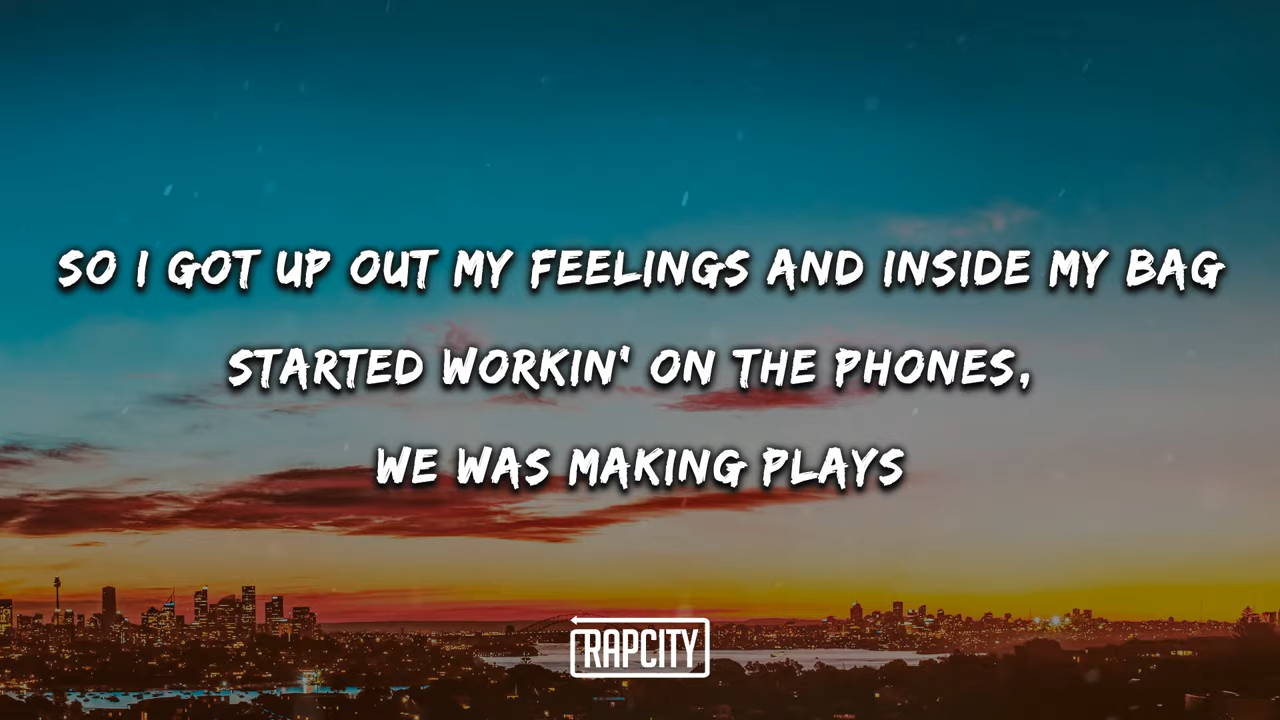 SO I GOT UP OUT MY FEELINGS AND INSIDE MY BAG
STARTED WORKIN' ON THE PHONES,
WE WAS MAKING PLAYS
RAPCITY